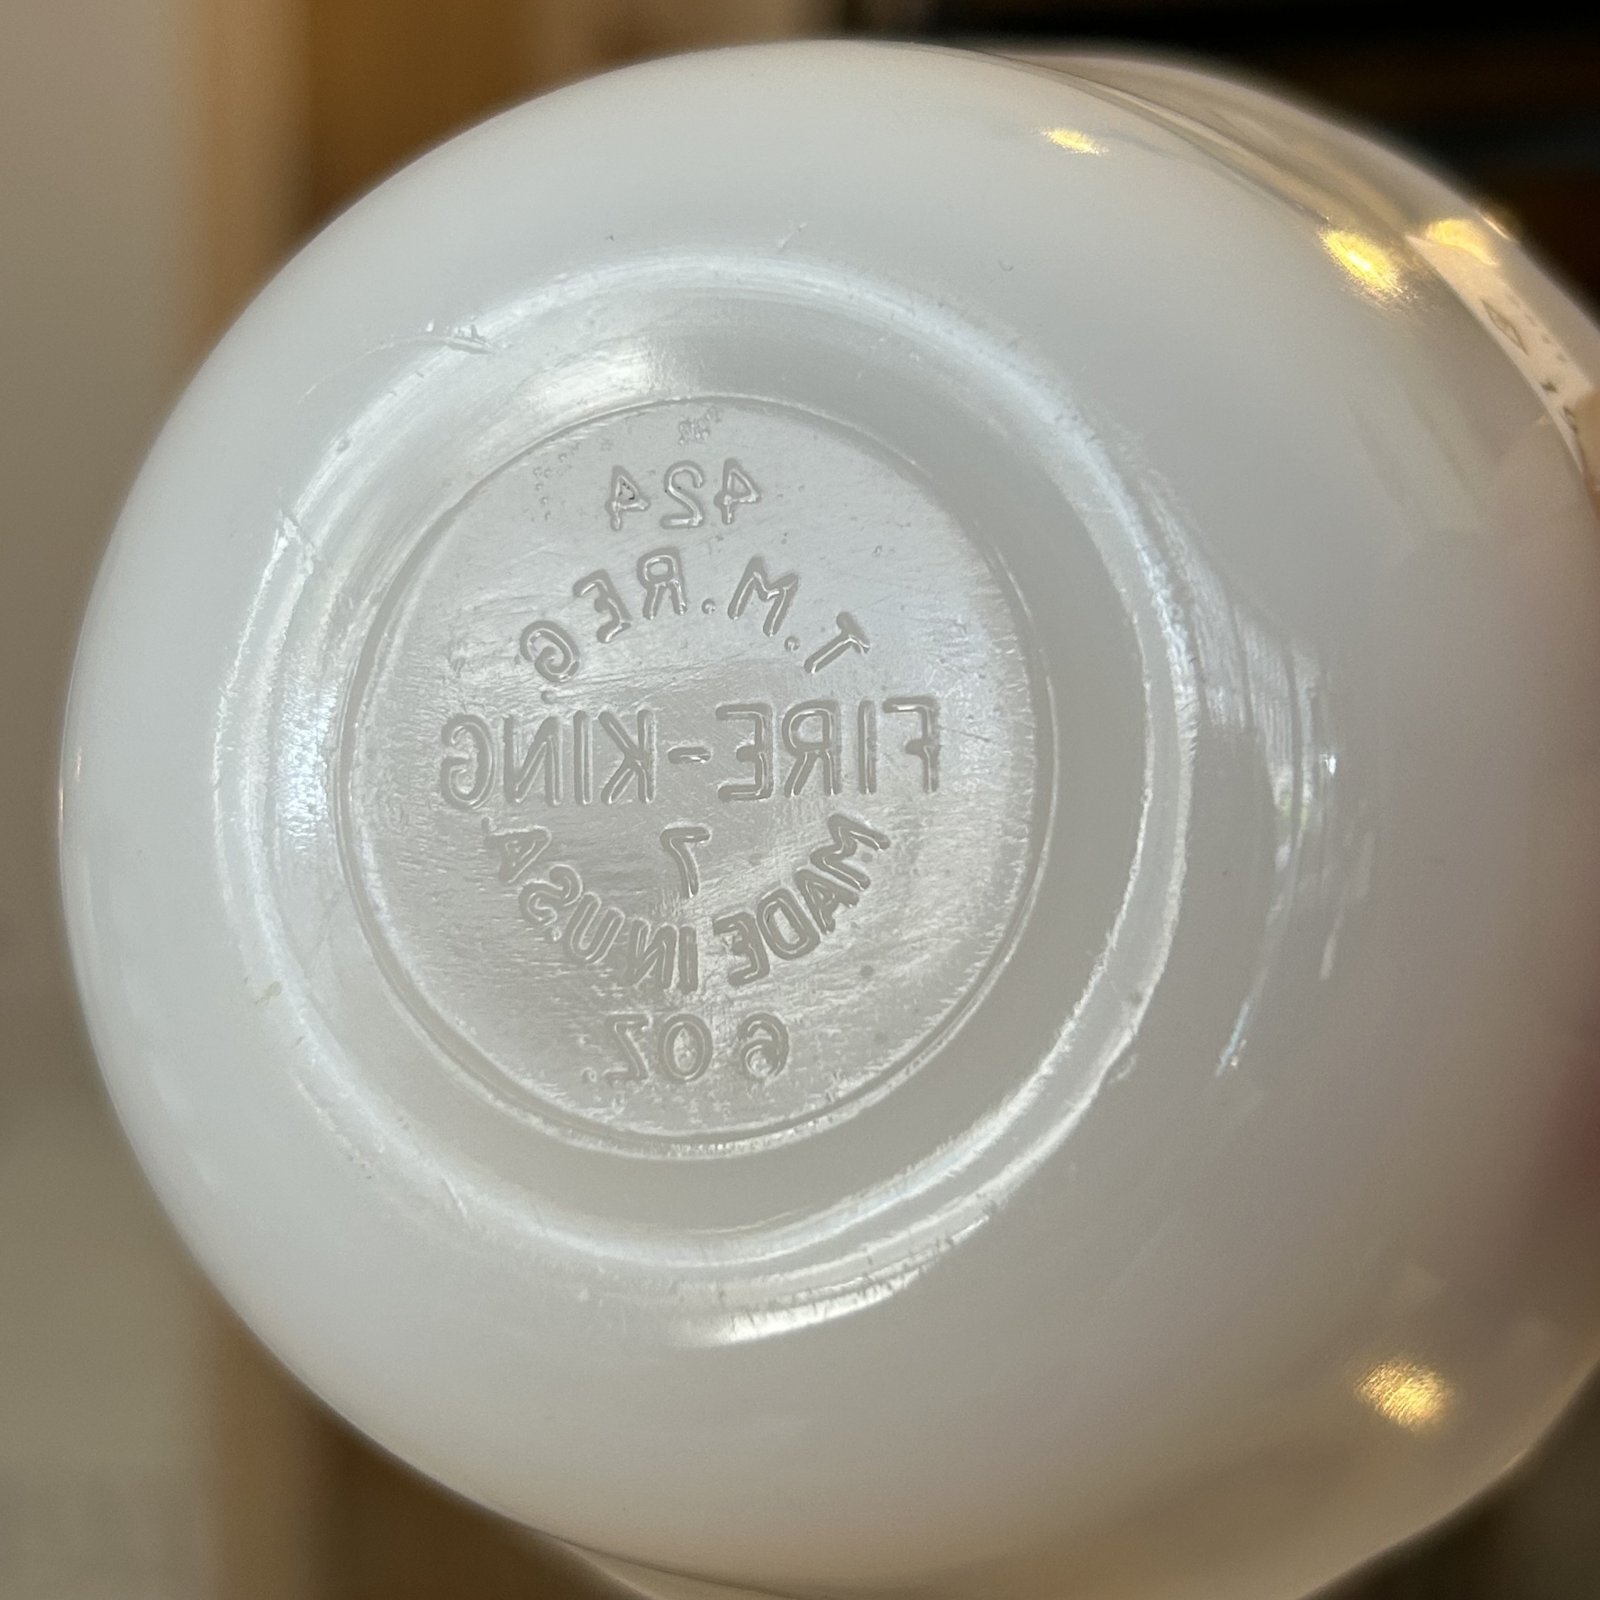 424
T.M.REG
FIRE-KING
7
MADE IN U.S.A
6 OZ.